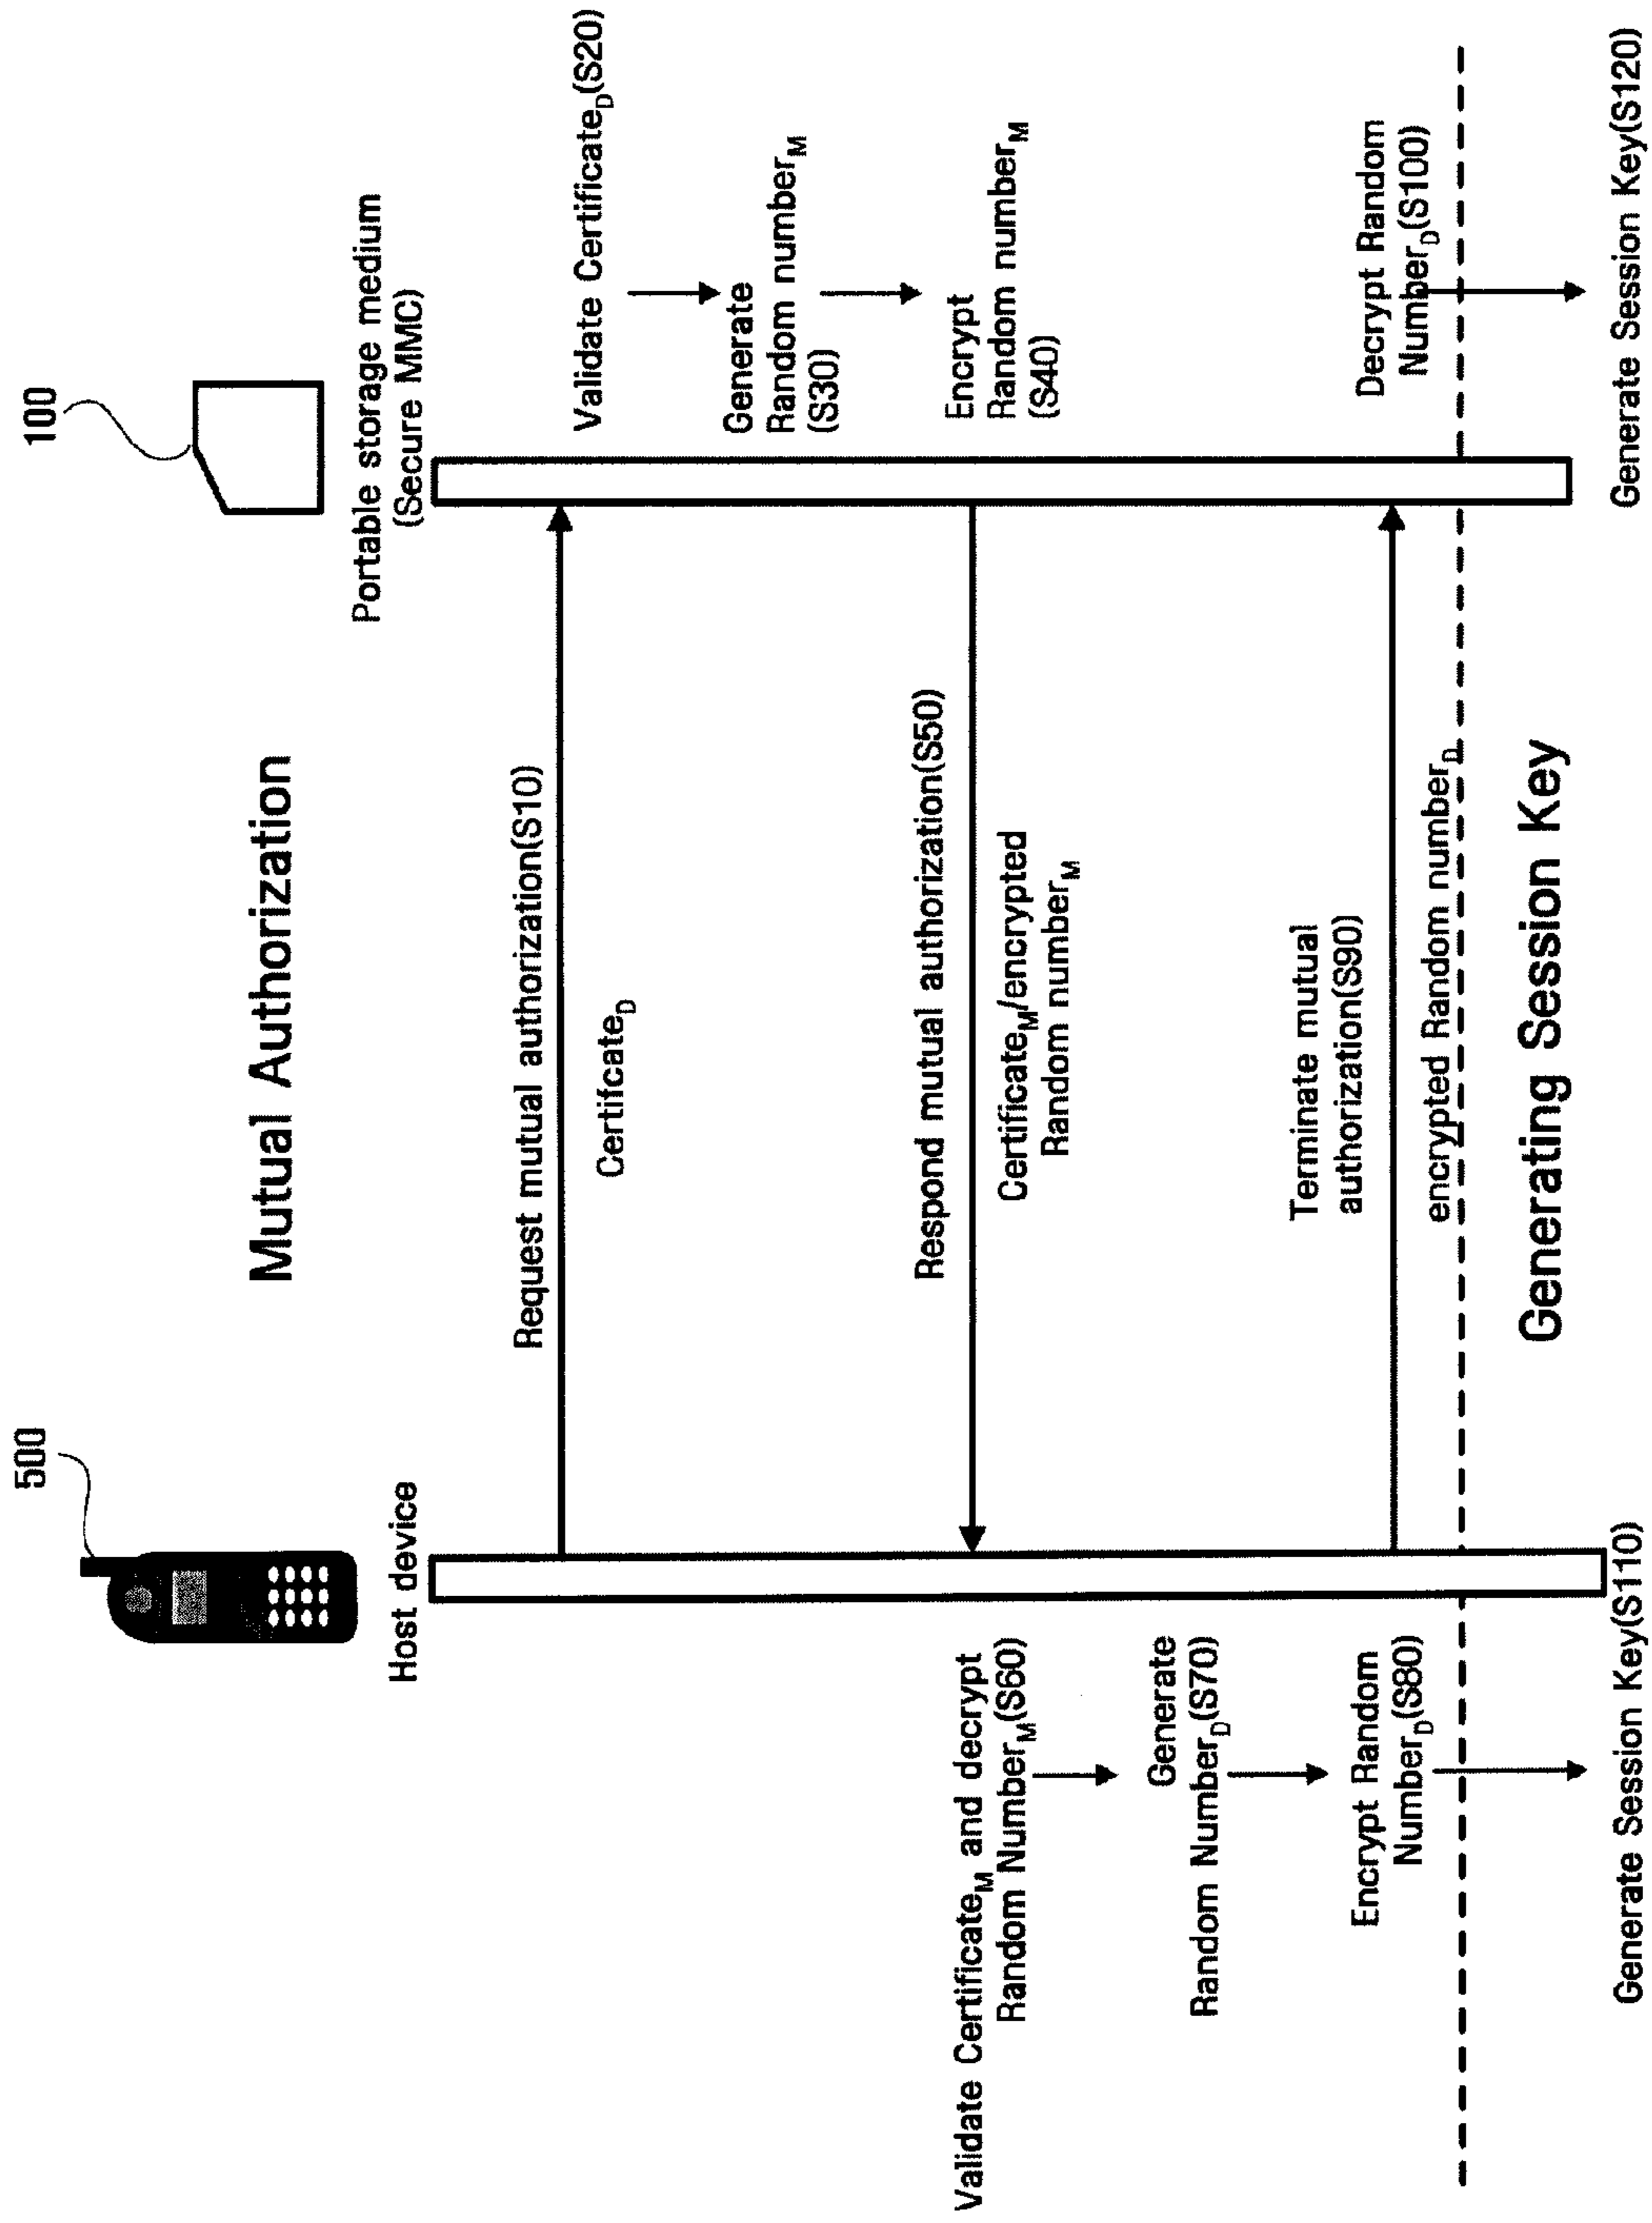 500
100
Mutual Authorization
Host device
Portable storage medium
(Secure MMC)
Request mutual authorization(S10)
CertifcateD
Validate CertificateD(S20)
Generate
Random numberM
(S30)
Encrypt
Random numberM
(S40)
Respond mutual authorization(S50)
CertificateM/encrypted
Random numberM
Validate CertificateM and decrypt
Random NumberM(S60)
Generate
Random NumberD(S70)
Encrypt Random
NumberD(S80)
Terminate mutual
authorization(S90)
encrypted Random numberD
Decrypt Random
NumberD(S100)
Generating Session Key
Generate Session Key(S110)
Generate Session Key(S120)